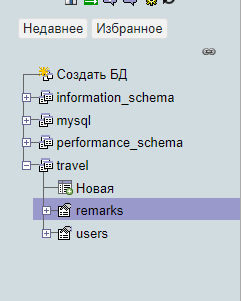 Недавнее Избранное
Создать БД
information_schema
mysql
performance_schema
travel
Новая
remarks
users